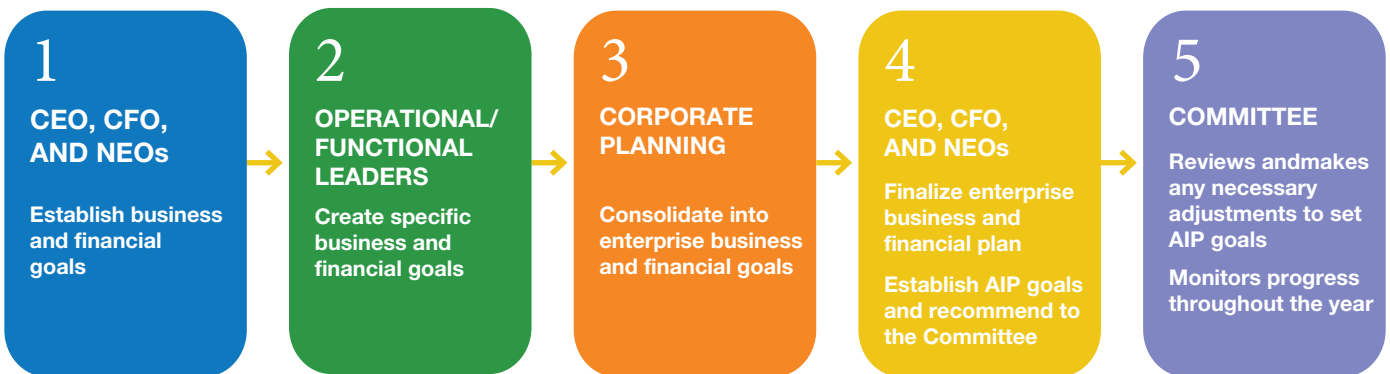 1
CEO, CFO,
AND NEOs
Establish business
and financial
goals
2
OPERATIONAL/
FUNCTIONAL
LEADERS
Create specific
business and
financial goals
3
CORPORATE
PLANNING
Consolidate into
enterprise business
and financial goals
4
CEO, CFO,
AND NEOs
Finalize enterprise
business and
financial plan
Establish AIP goals
and recommend to
the Committee
5
COMMITTEE
Reviews andmakes
any necessary
adjustments to set
AIP goals
Monitors progress
throughout the year